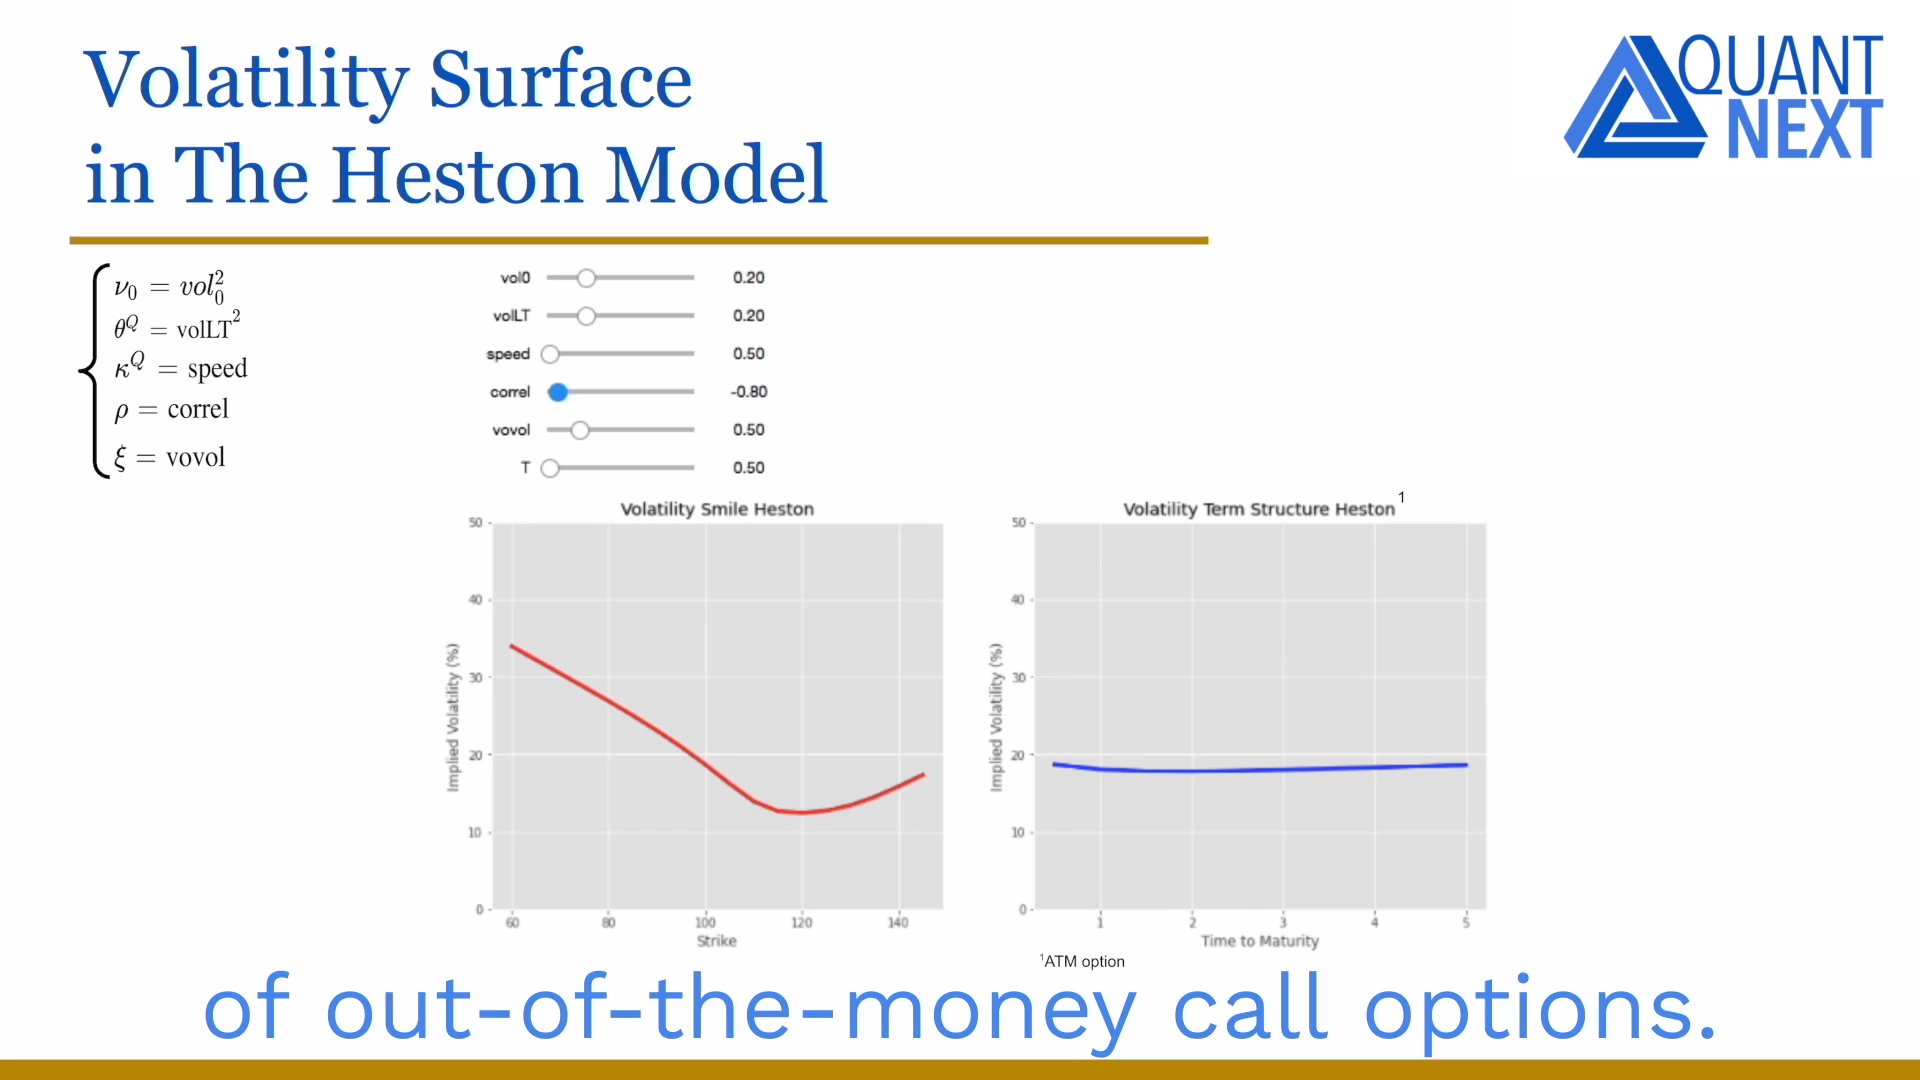 Volatility Surface
in The Heston Model
QUANT
NEXT
ν₀ = vol₀²
θ^Q = volLT²
κ^Q = speed
ρ = correl
ξ = vovol
vol0 0.20
volLT 0.20
speed 0.50
correl -0.80
vovol 0.50
T 0.50
Volatility Smile Heston
50
40
30
20
10
0
Implied Volatility (%)
60 80 100 120 140
Strike
Volatility Term Structure Heston ¹
50
40
30
20
10
0
Implied Volatility (%)
1 2 3 4 5
Time to Maturity
¹ATM option
of out-of-the-money call options.